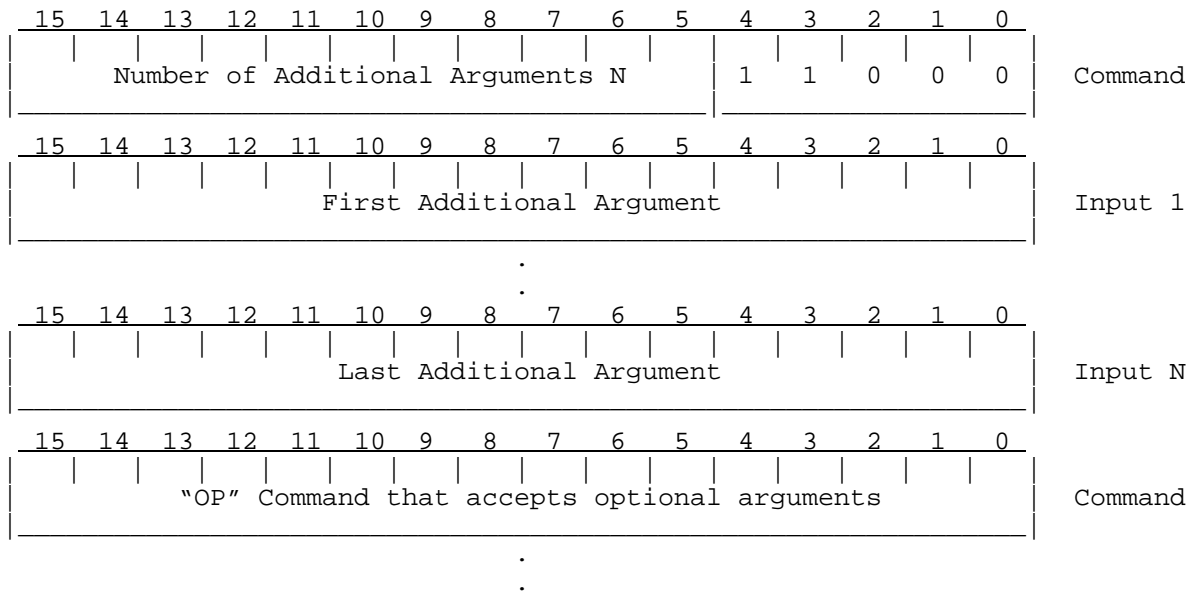 15 14 13 12 11 10 9 8 7 6 5 4 3 2 1 0
Number of Additional Arguments N 1 1 0 0 0 Command
15 14 13 12 11 10 9 8 7 6 5 4 3 2 1 0
First Additional Argument Input 1
.
.
15 14 13 12 11 10 9 8 7 6 5 4 3 2 1 0
Last Additional Argument Input N
15 14 13 12 11 10 9 8 7 6 5 4 3 2 1 0
“OP” Command that accepts optional arguments Command
.
.